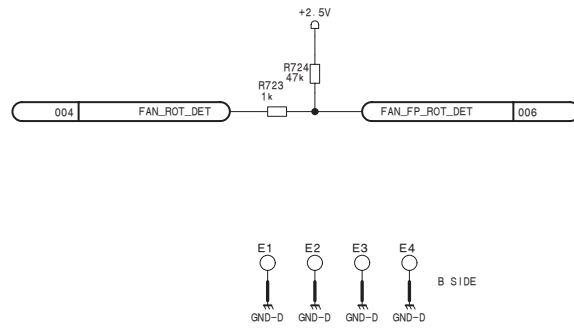 +2.5V
R724
47k
R723
1k
004 FAN_ROT_DET
FAN_FP_ROT_DET 006
E1 E2 E3 E4
B SIDE
GND-D GND-D GND-D GND-D